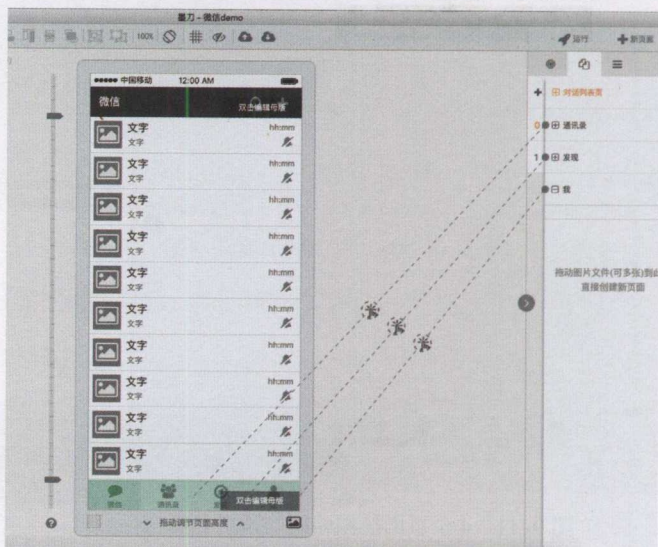 墨刀 - 微信demo
100%
运行
新页面
中国移动 12:00 AM
微信
双击编辑母版
文字 hh:mm
文字
文字 hh:mm
文字
文字 hh:mm
文字
文字 hh:mm
文字
文字 hh:mm
文字
文字 hh:mm
文字
文字 hh:mm
文字
文字 hh:mm
文字
文字 hh:mm
文字
文字 hh:mm
文字
微信
通讯录
双击编辑母版
拖动调节页面高度
对话列表页
0 通讯录
1 发现
我
拖动图片文件(可多张)到
直接创建新页面